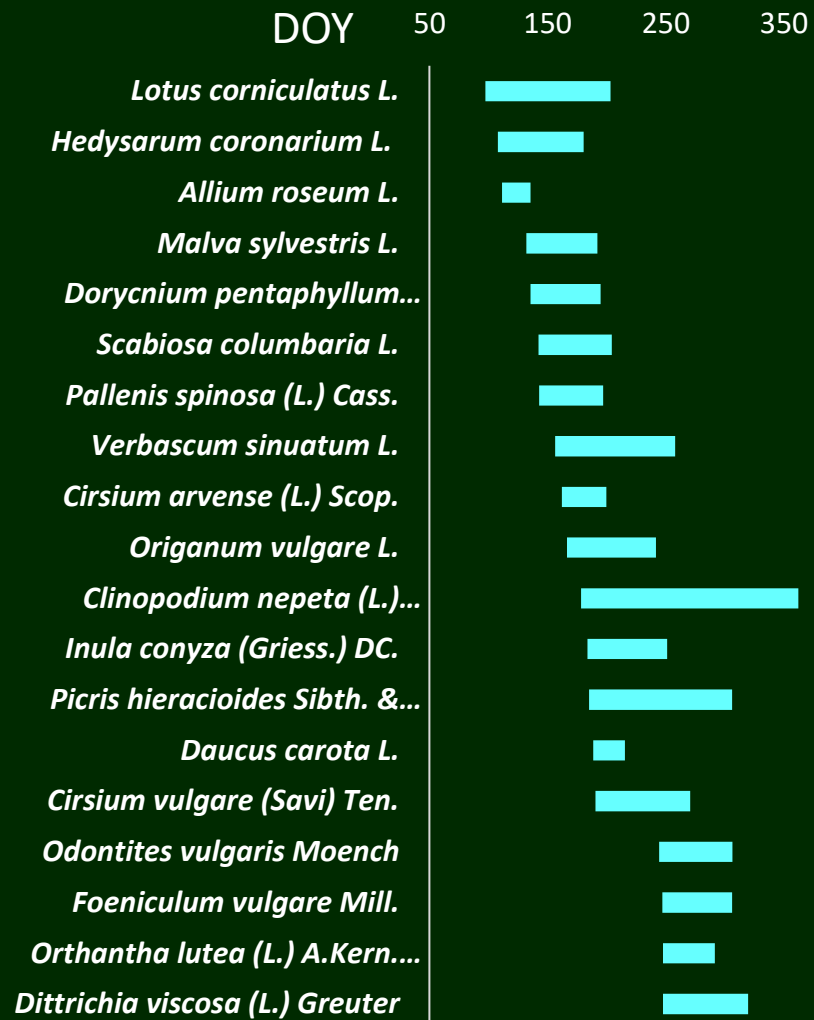 DOY 50 150 250 350
Lotus corniculatus L.
Hedysarum coronarium L.
Allium roseum L.
Malva sylvestris L.
Dorycnium pentaphyllum…
Scabiosa columbaria L.
Pallenis spinosa (L.) Cass.
Verbascum sinuatum L.
Cirsium arvense (L.) Scop.
Origanum vulgare L.
Clinopodium nepeta (L.)…
Inula conyza (Griess.) DC.
Picris hieracioides Sibth. &…
Daucus carota L.
Cirsium vulgare (Savi) Ten.
Odontites vulgaris Moench
Foeniculum vulgare Mill.
Orthantha lutea (L.) A.Kern.…
Dittrichia viscosa (L.) Greuter